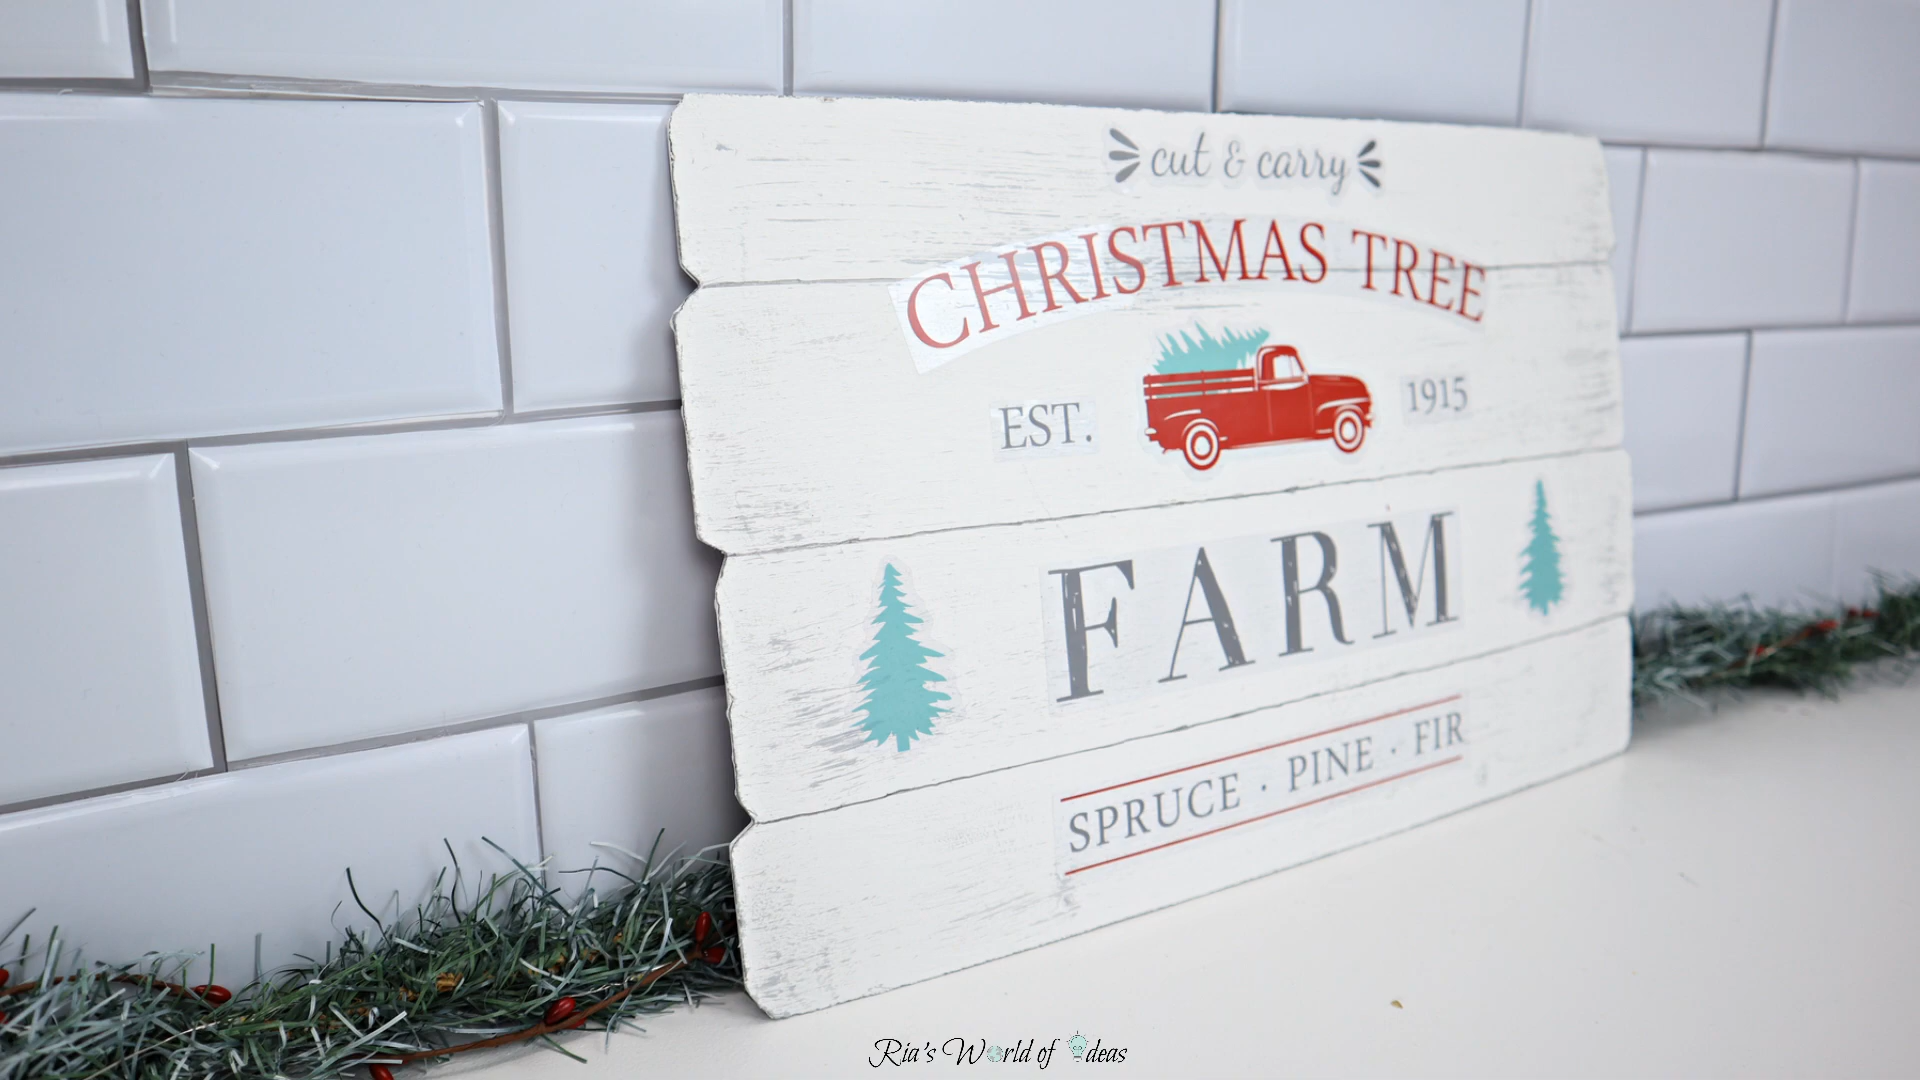 cut & carry
CHRISTMAS TREE
EST. 1915
FARM
SPRUCE · PINE · FIR
Ria's World of Ideas